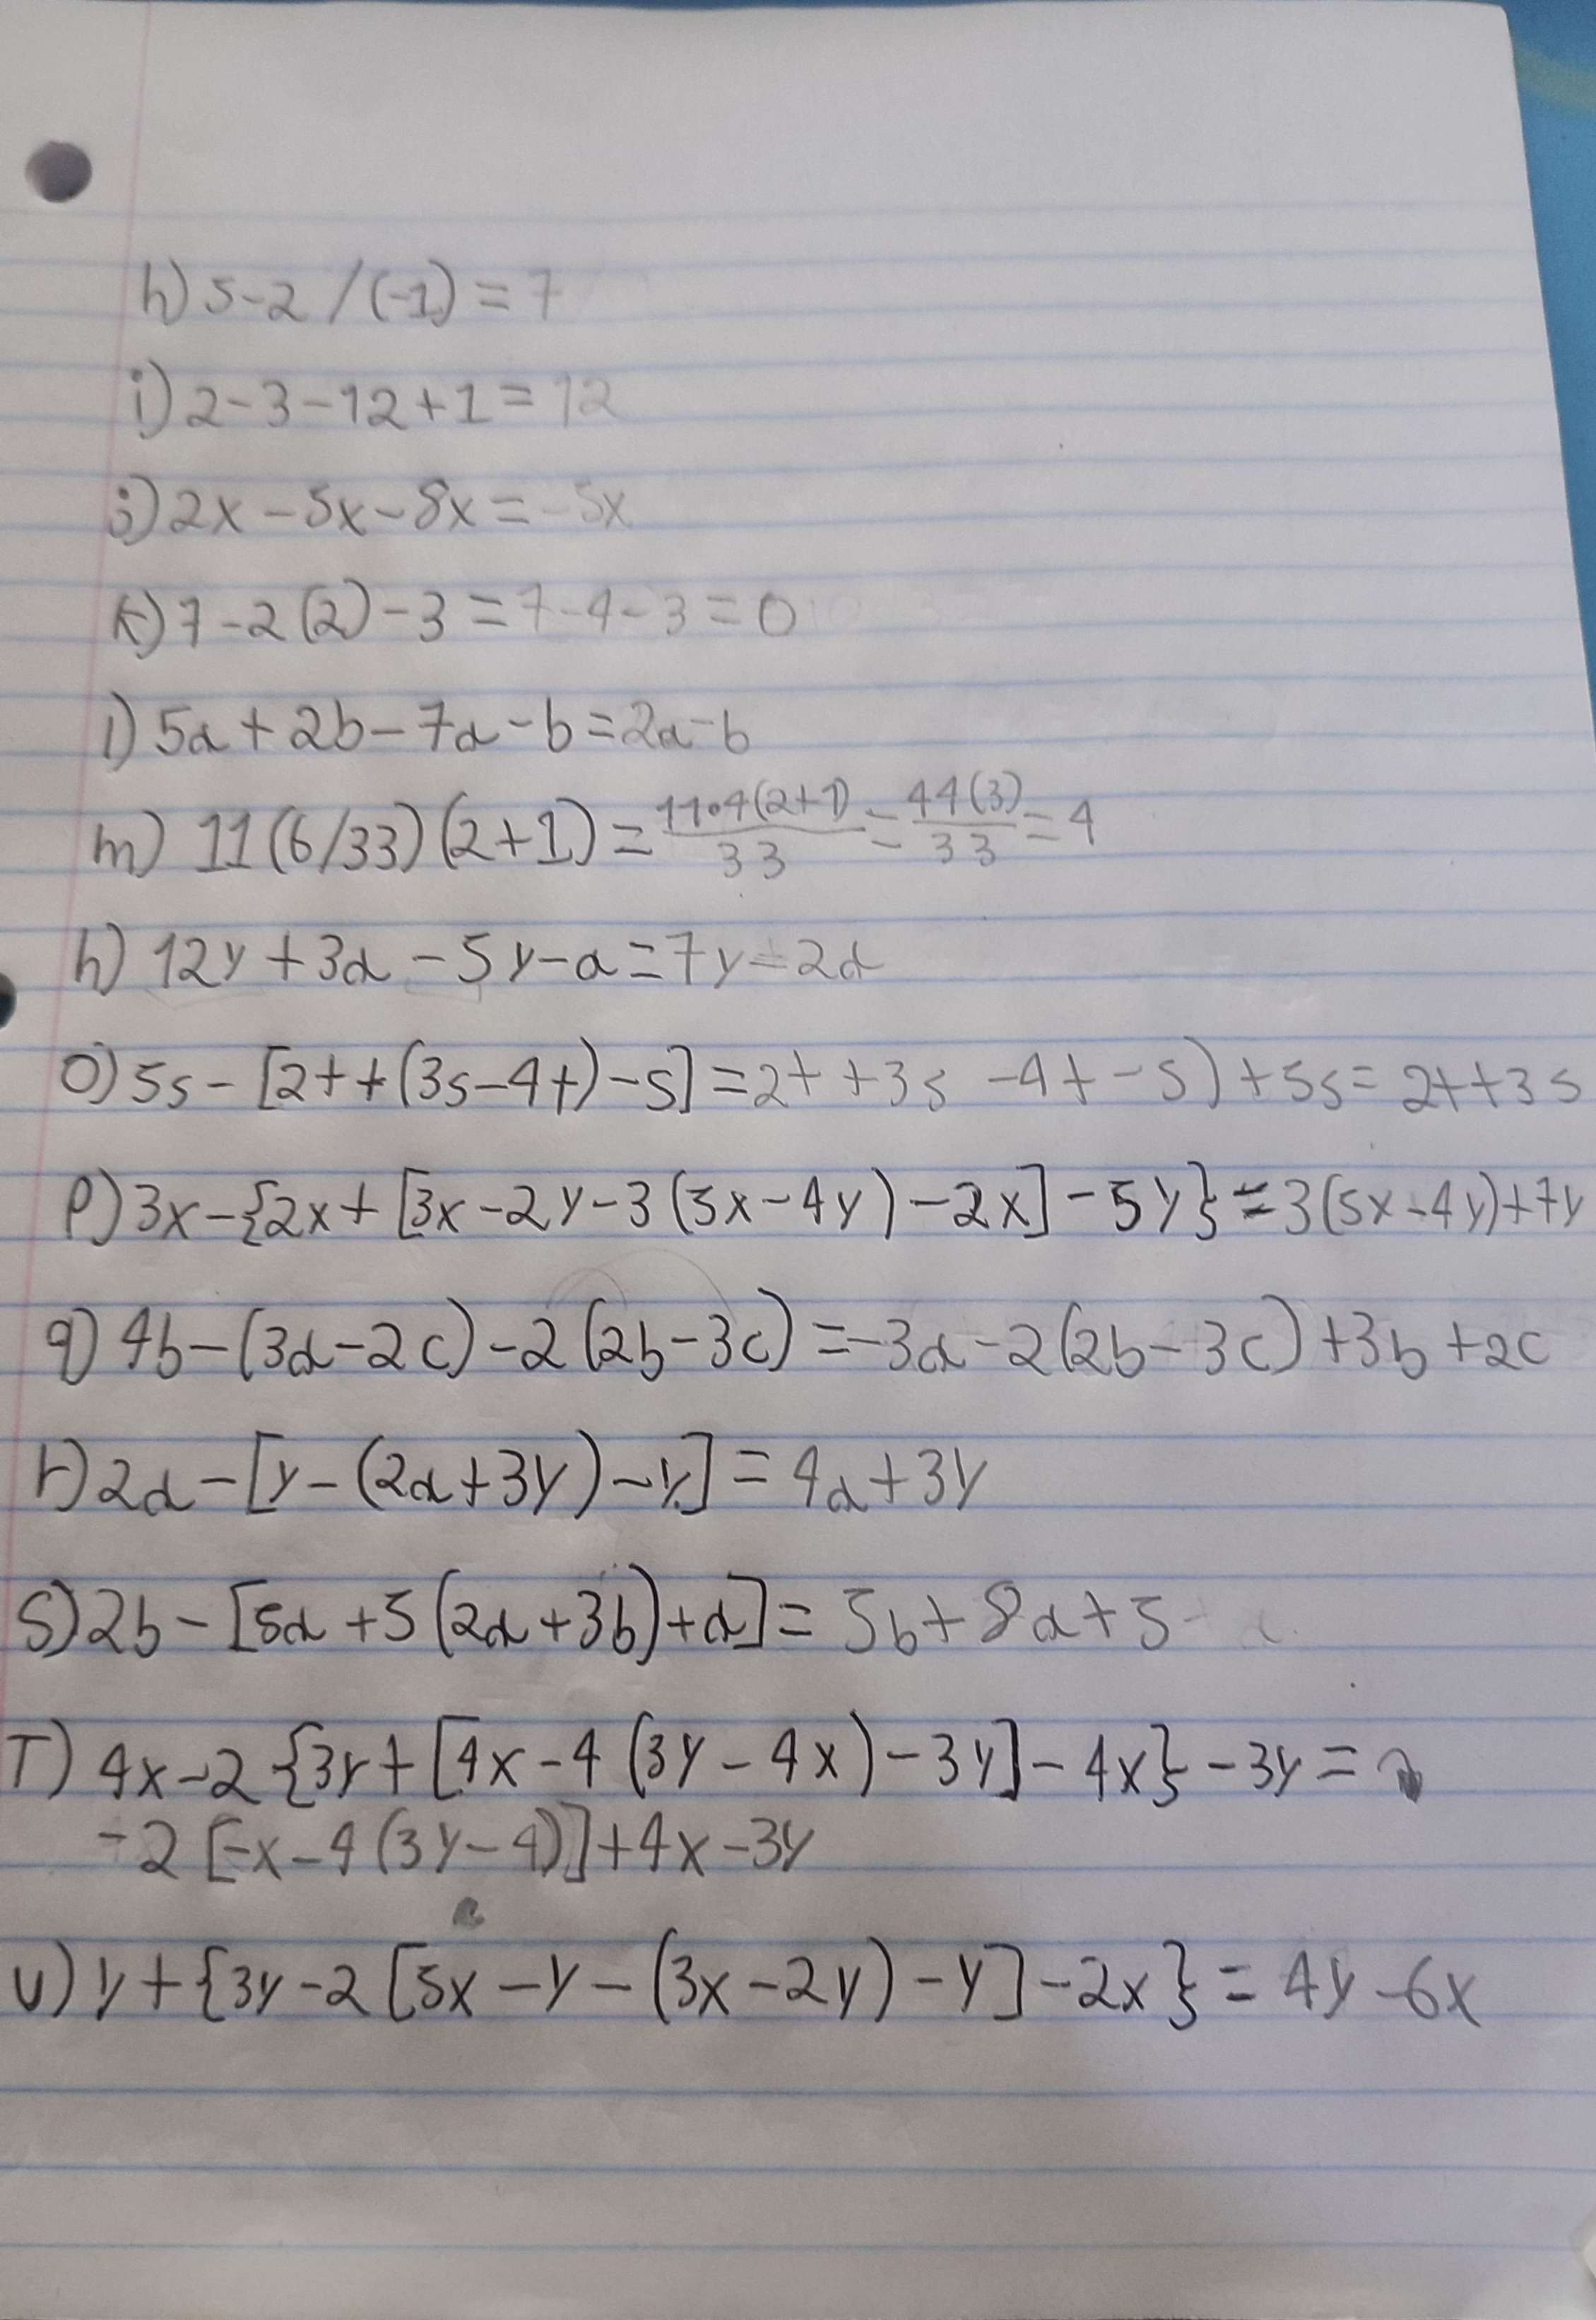 h) 5-2 /(-1) = 7
i) 2-3-12+1 = 12
j) 2x-5x-8x = -5x
k) 7-2(2)-3 = 7-4-3 = 0
l) 5a+2b-7a-b = 2a-b
m) 11(6/33)(2+1) = 11•4(2+1)/33 = 44(3)/33 = 4
n) 12y+3a-5y-a = 7y+2a
o) 5s-[2t+(3s-4t)-s] = 2t+3s-4t-s)+5s = 2t+3s
p) 3x-{2x+[3x-2y-3(5x-4y)-2x]-5y} = 3(5x-4y)+7y
q) 4b-(3a-2c)-2(2b-3c) = -3a-2(2b-3c)+3b+2c
r) 2a-[y-(2a+3y)-y] = 4a+3y
s) 2b-[5a+5(2a+3b)+a] = 5b+8a+5
T) 4x-2{3y+[4x-4(3y-4x)-3y]-4x}-3y =
-2[-x-4(3y-4)]+4x-3y
u) y+{3y-2[5x-y-(3x-2y)-y]-2x} = 4y-6x